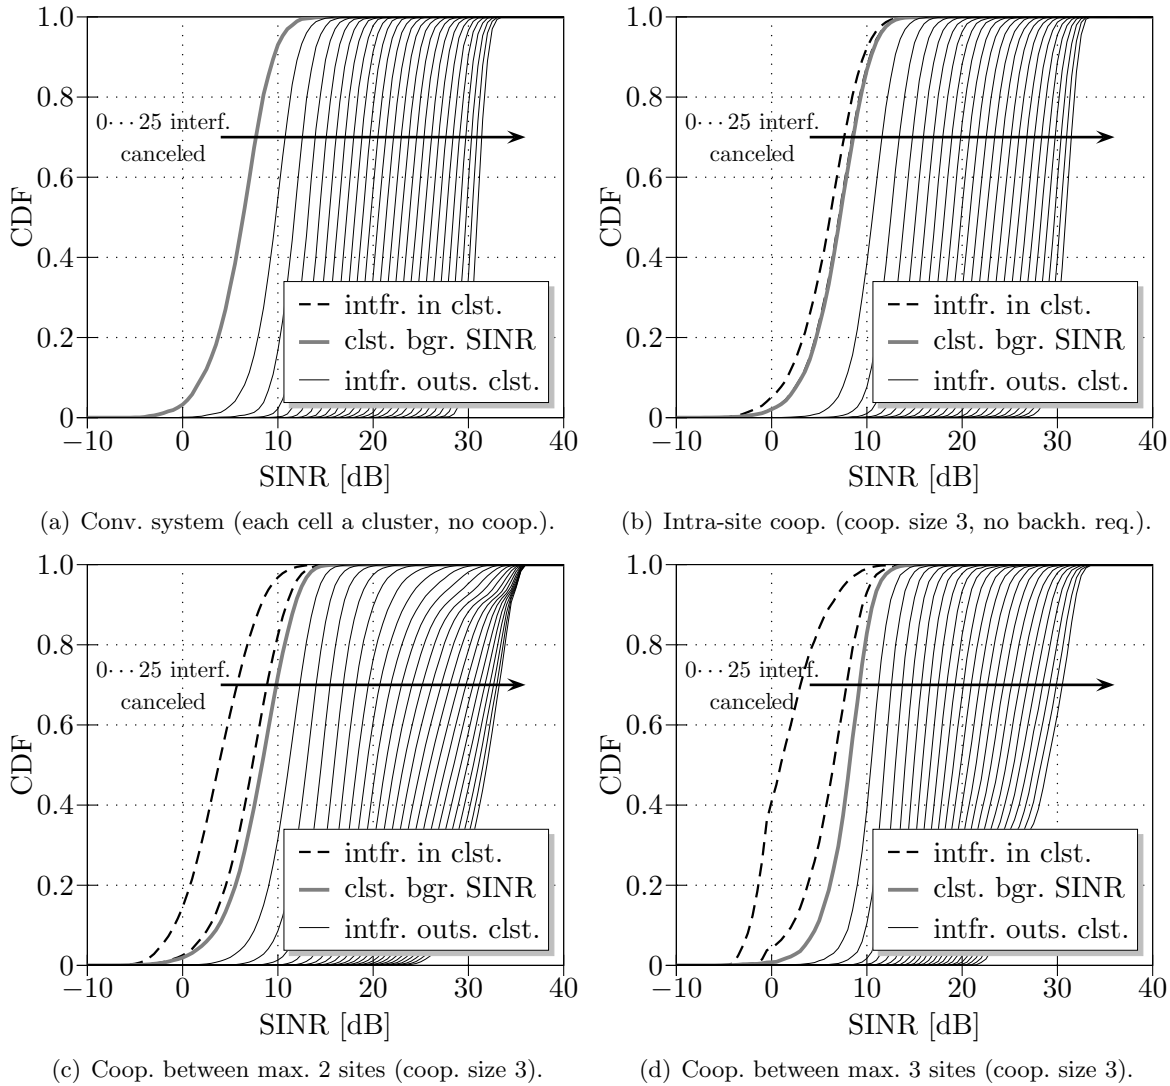 1.0
0.8
0.6
0.4
0.2
0
CDF
0···25 interf.
canceled
intfr. in clst.
clst. bgr. SINR
intfr. outs. clst.
−10 0 10 20 30 40
SINR [dB]
(a) Conv. system (each cell a cluster, no coop.).
1.0
0.8
0.6
0.4
0.2
0
CDF
0···25 interf.
canceled
intfr. in clst.
clst. bgr. SINR
intfr. outs. clst.
−10 0 10 20 30 40
SINR [dB]
(b) Intra-site coop. (coop. size 3, no backh. req.).
1.0
0.8
0.6
0.4
0.2
0
CDF
0···25 interf.
canceled
intfr. in clst.
clst. bgr. SINR
intfr. outs. clst.
−10 0 10 20 30 40
SINR [dB]
(c) Coop. between max. 2 sites (coop. size 3).
1.0
0.8
0.6
0.4
0.2
0
CDF
0···25 interf.
canceled
intfr. in clst.
clst. bgr. SINR
intfr. outs. clst.
−10 0 10 20 30 40
SINR [dB]
(d) Coop. between max. 3 sites (coop. size 3).